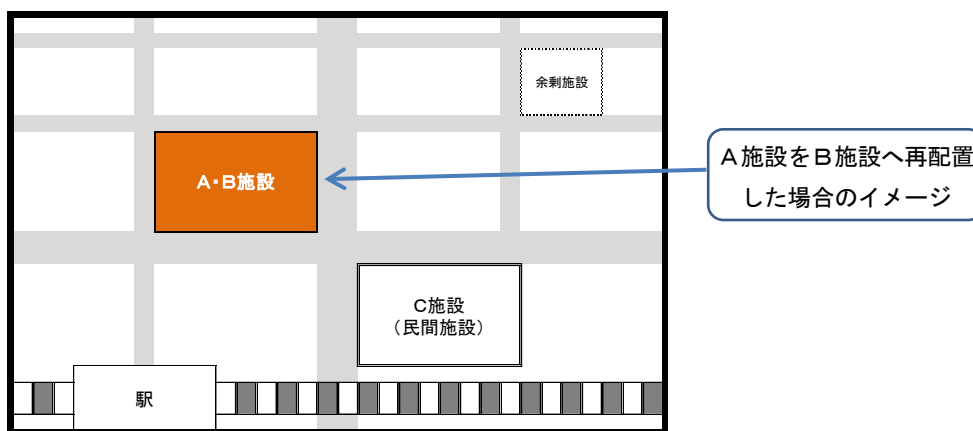 余剰施設
A・B施設
A施設をB施設へ再配置
した場合のイメージ
C施設
（民間施設）
駅